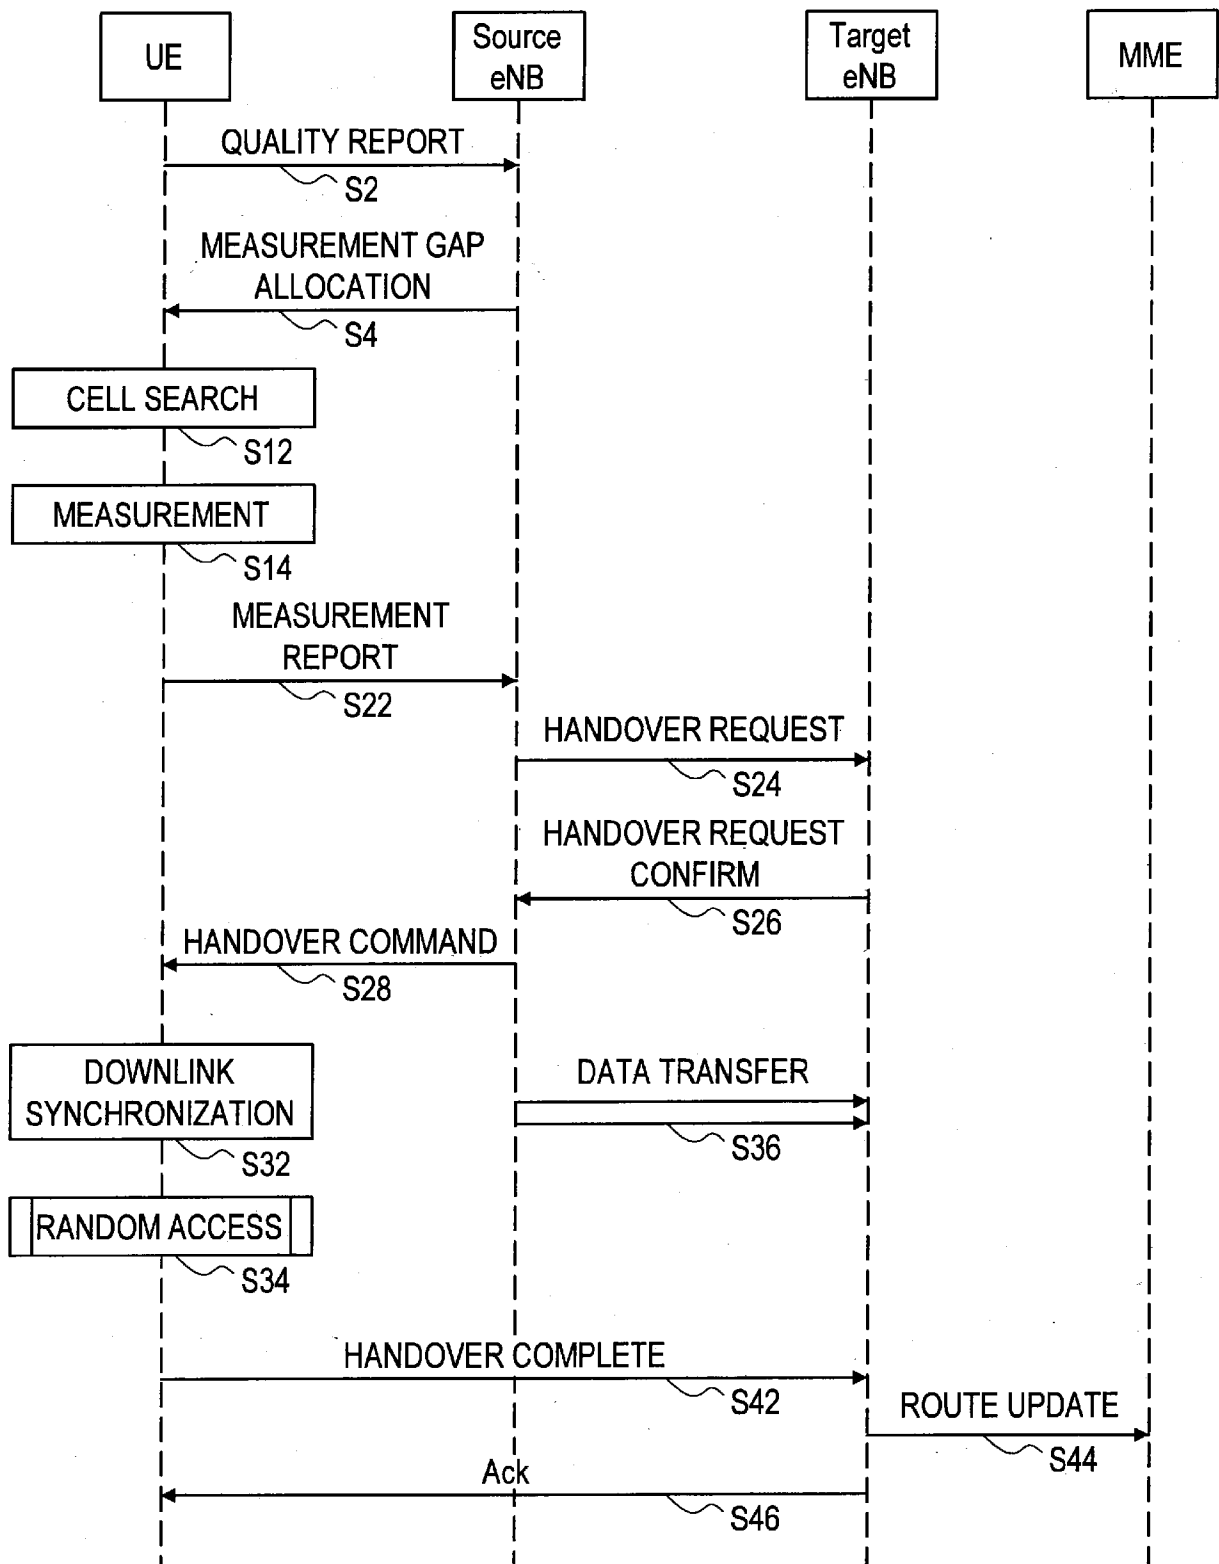 UE
Source
eNB
Target
eNB
MME
QUALITY REPORT
S2
MEASUREMENT GAP
ALLOCATION
S4
CELL SEARCH
S12
MEASUREMENT
S14
MEASUREMENT
REPORT
S22
HANDOVER REQUEST
S24
HANDOVER REQUEST
CONFIRM
S26
HANDOVER COMMAND
S28
DOWNLINK
SYNCHRONIZATION
S32
DATA TRANSFER
S36
RANDOM ACCESS
S34
HANDOVER COMPLETE
S42
ROUTE UPDATE
S44
Ack
S46